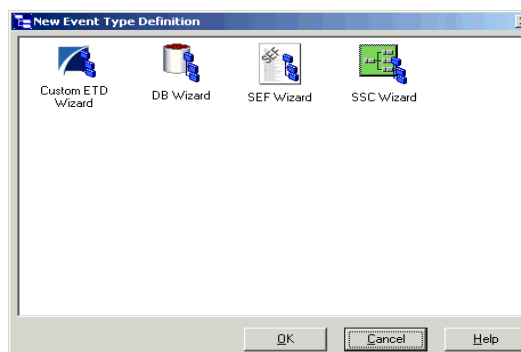 New Event Type Definition
Custom ETD
Wizard
DB Wizard
SEF Wizard
SSC Wizard
OK
Cancel
Help